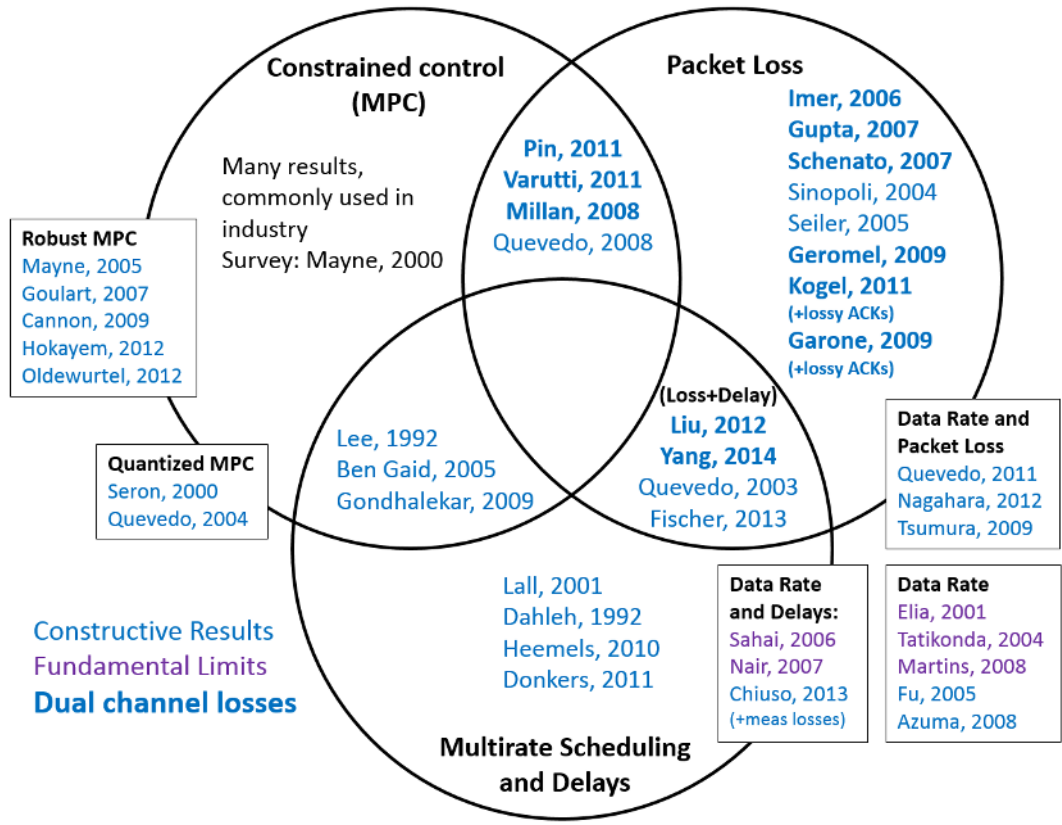 Constrained control
(MPC)
Many results,
commonly used in
industry
Survey: Mayne, 2000
Packet Loss
Imer, 2006
Gupta, 2007
Schenato, 2007
Sinopoli, 2004
Seiler, 2005
Geromel, 2009
Kogel, 2011
(+lossy ACKs)
Garone, 2009
(+lossy ACKs)
Pin, 2011
Varutti, 2011
Millan, 2008
Quevedo, 2008
Robust MPC
Mayne, 2005
Goulart, 2007
Cannon, 2009
Hokayem, 2012
Oldewurtel, 2012
Quantized MPC
Seron, 2000
Quevedo, 2004
Lee, 1992
Ben Gaid, 2005
Gondhalekar, 2009
(Loss+Delay)
Liu, 2012
Yang, 2014
Quevedo, 2003
Fischer, 2013
Data Rate and
Packet Loss
Quevedo, 2011
Nagahara, 2012
Tsumura, 2009
Lall, 2001
Dahleh, 1992
Heemels, 2010
Donkers, 2011
Data Rate
and Delays:
Sahai, 2006
Nair, 2007
Chiuso, 2013
(+meas losses)
Data Rate
Elia, 2001
Tatikonda, 2004
Martins, 2008
Fu, 2005
Azuma, 2008
Constructive Results
Fundamental Limits
Dual channel losses
Multirate Scheduling
and Delays